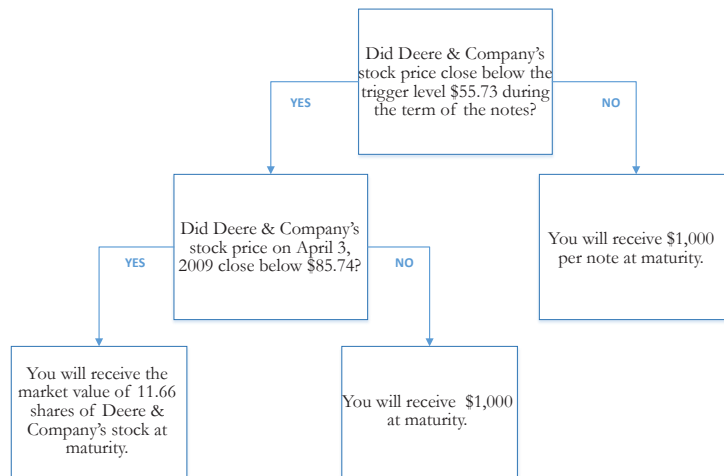 Did Deere & Company's
stock price close below the
trigger level $55.73 during
the term of the notes?
YES
NO
Did Deere & Company's
stock price on April 3,
2009 close below $85.74?
You will receive $1,000
per note at maturity.
YES
NO
You will receive the
market value of 11.66
shares of Deere &
Company's stock at
maturity.
You will receive $1,000
at maturity.